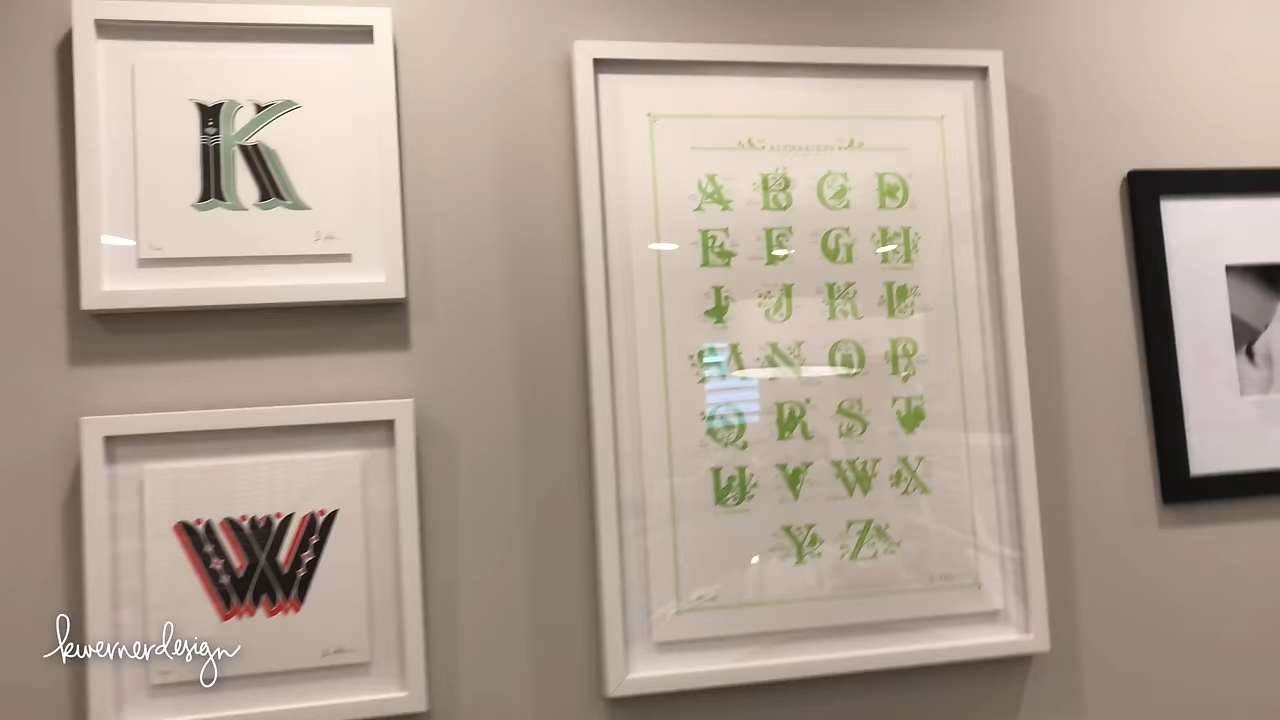 K
W
A B C D
E F G H
I J K L
M N O P
Q R S T
U V W X
Y Z
kwernerdesign